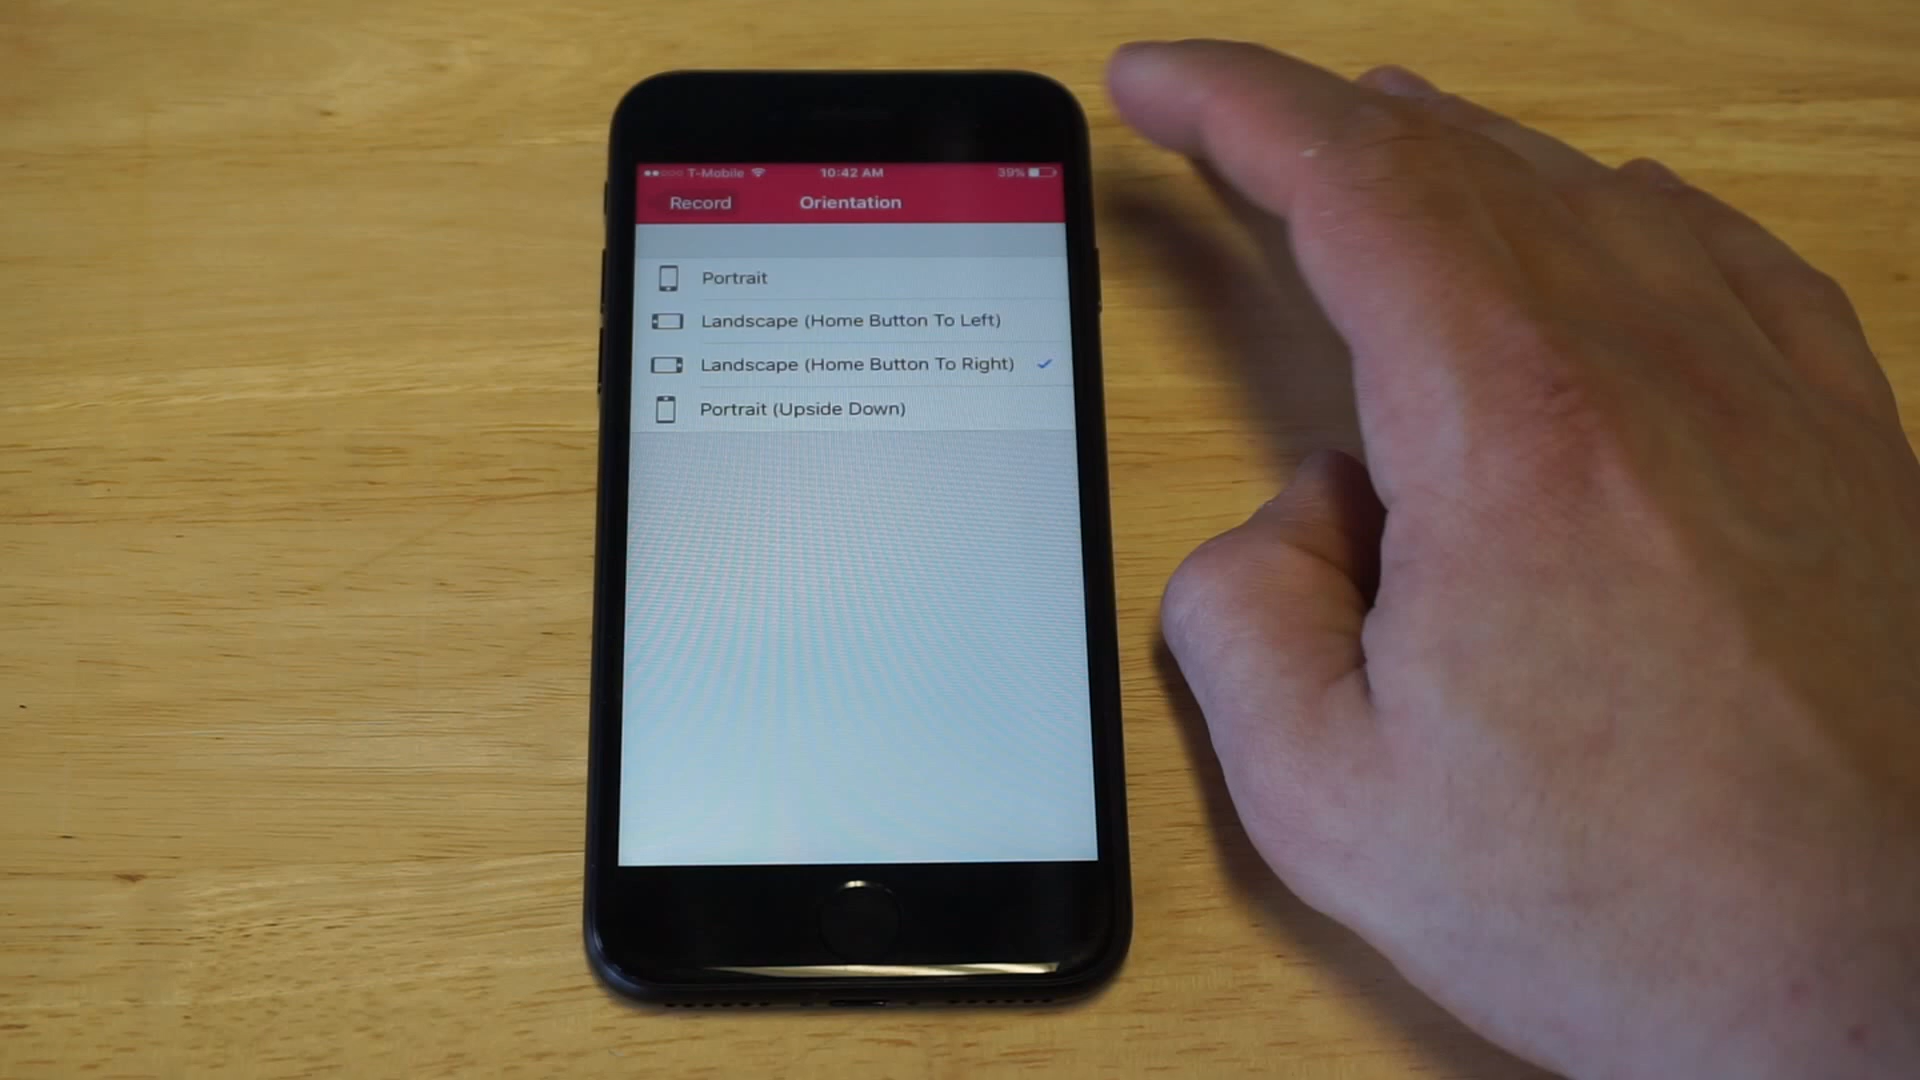 T-Mobile 10:42 AM 39%
Record Orientation
Portrait
Landscape (Home Button To Left)
Landscape (Home Button To Right)
Portrait (Upside Down)